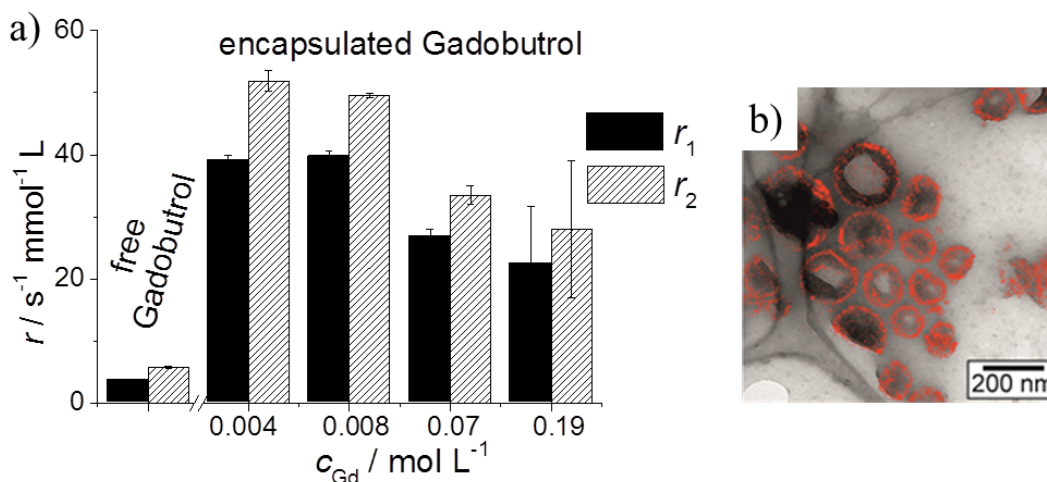 a)
60
40
20
0
r / s⁻¹ mmol⁻¹ L
encapsulated Gadobutrol
free
Gadobutrol
r₁
r₂
0.004 0.008 0.07 0.19
c_Gd / mol L⁻¹
b)
200 nm